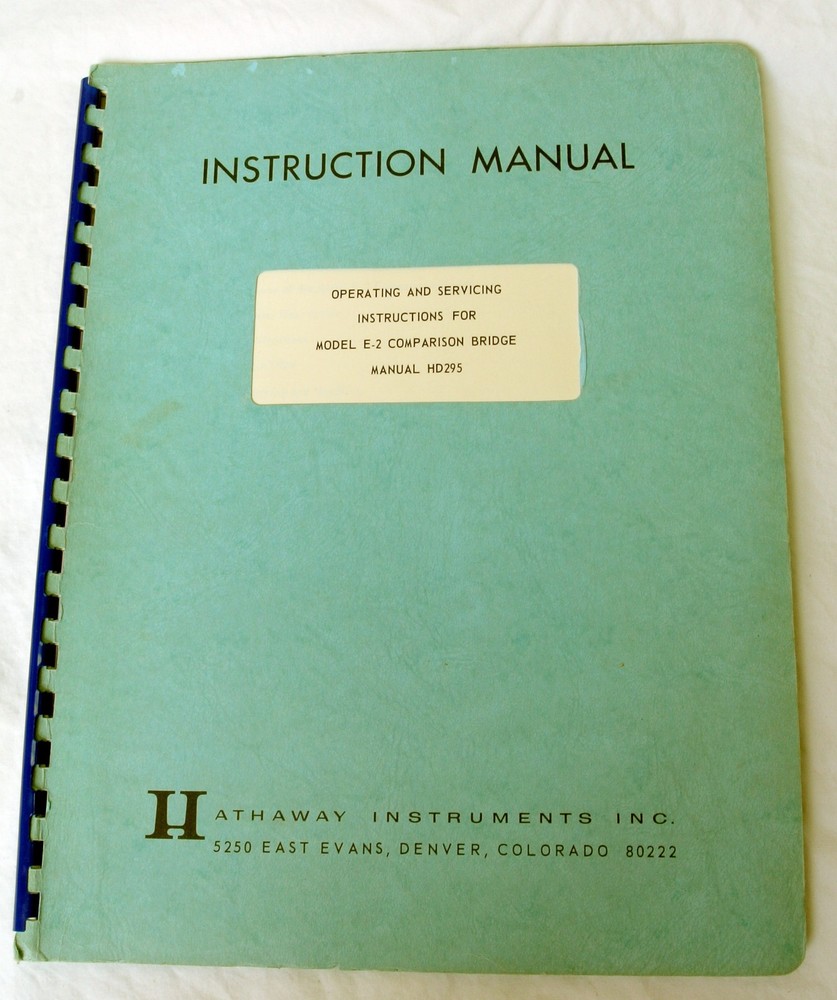 INSTRUCTION MANUAL
OPERATING AND SERVICING
INSTRUCTIONS FOR
MODEL E-2 COMPARISON BRIDGE
MANUAL HD295
HATHAWAY INSTRUMENTS INC.
5250 EAST EVANS, DENVER, COLORADO 80222